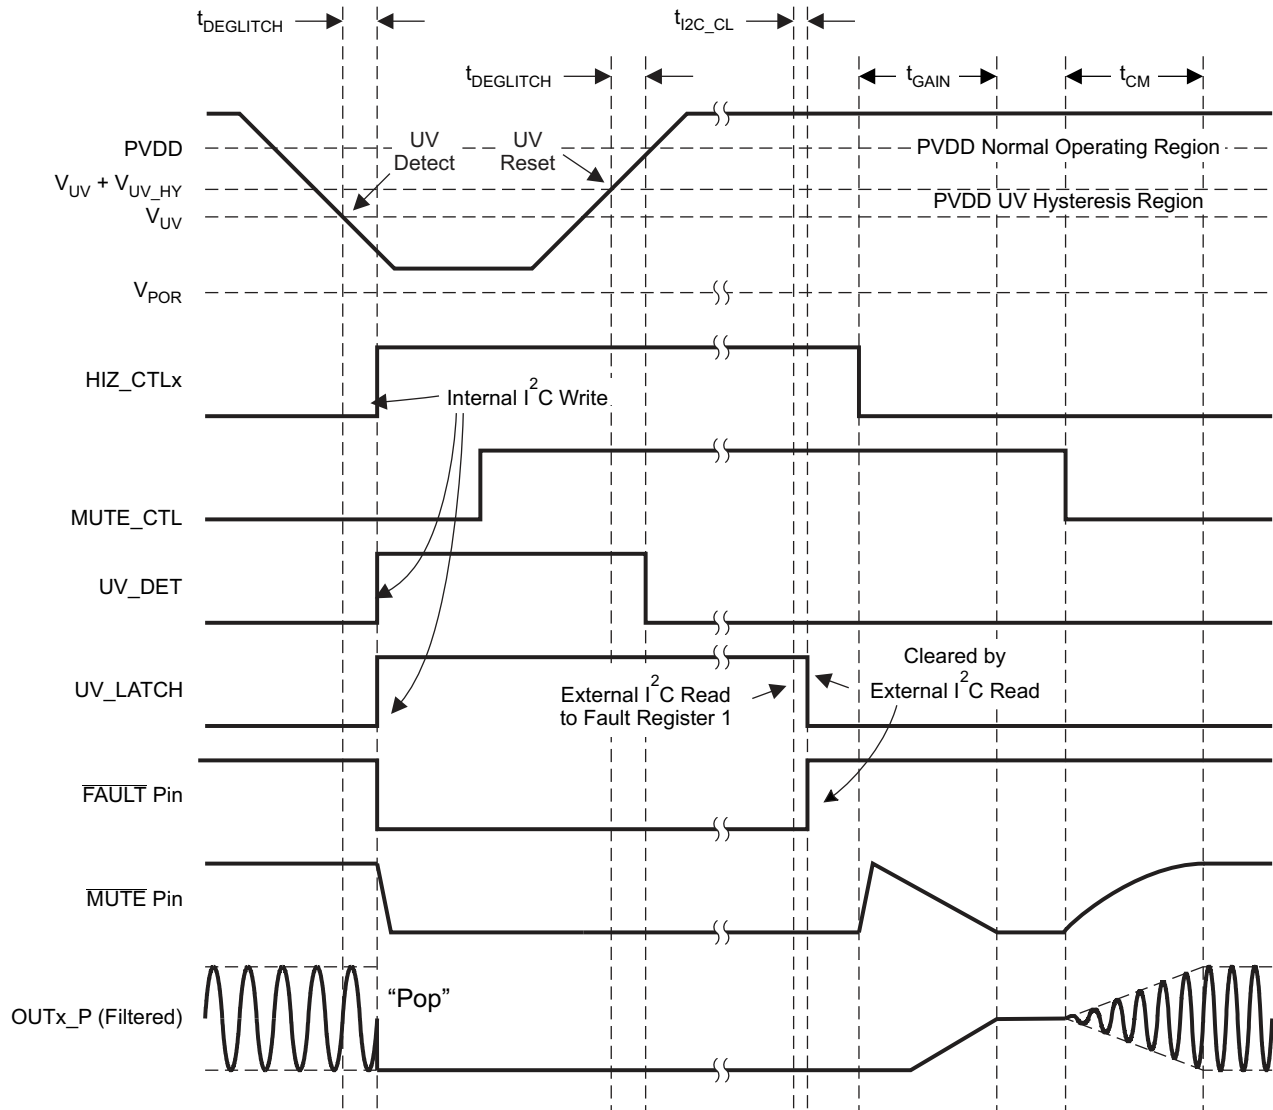 tDEGLITCH
tI2C_CL
tDEGLITCH
tGAIN
tCM
UV
Detect
UV
Reset
PVDD
PVDD Normal Operating Region
VUV + VUV_HY
PVDD UV Hysteresis Region
VUV
VPOR
HIZ_CTLx
Internal I2C Write
MUTE_CTL
UV_DET
UV_LATCH
External I2C Read
to Fault Register 1
Cleared by
External I2C Read
FAULT Pin
MUTE Pin
“Pop”
OUTx_P (Filtered)